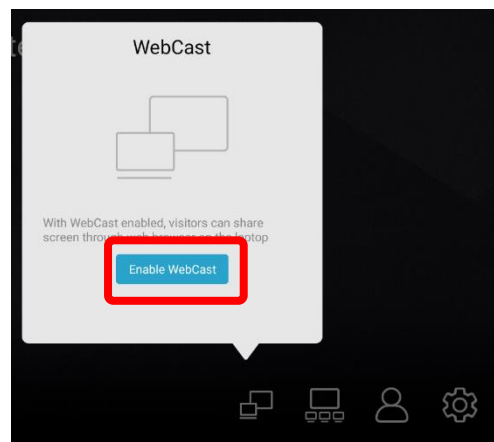 WebCast
With WebCast enabled, visitors can share
screen through web browser on the laptop
Enable WebCast